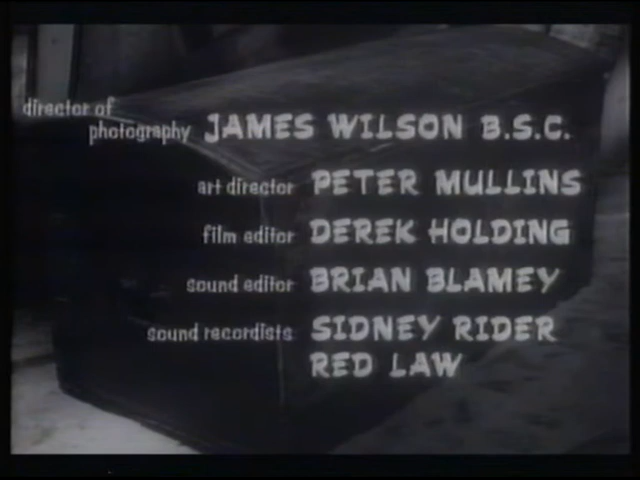 director of
photography JAMES WILSON B.S.C.
art director PETER MULLINS
film editor DEREK HOLDING
sound editor BRIAN BLAMEY
sound recordists SIDNEY RIDER
RED LAW